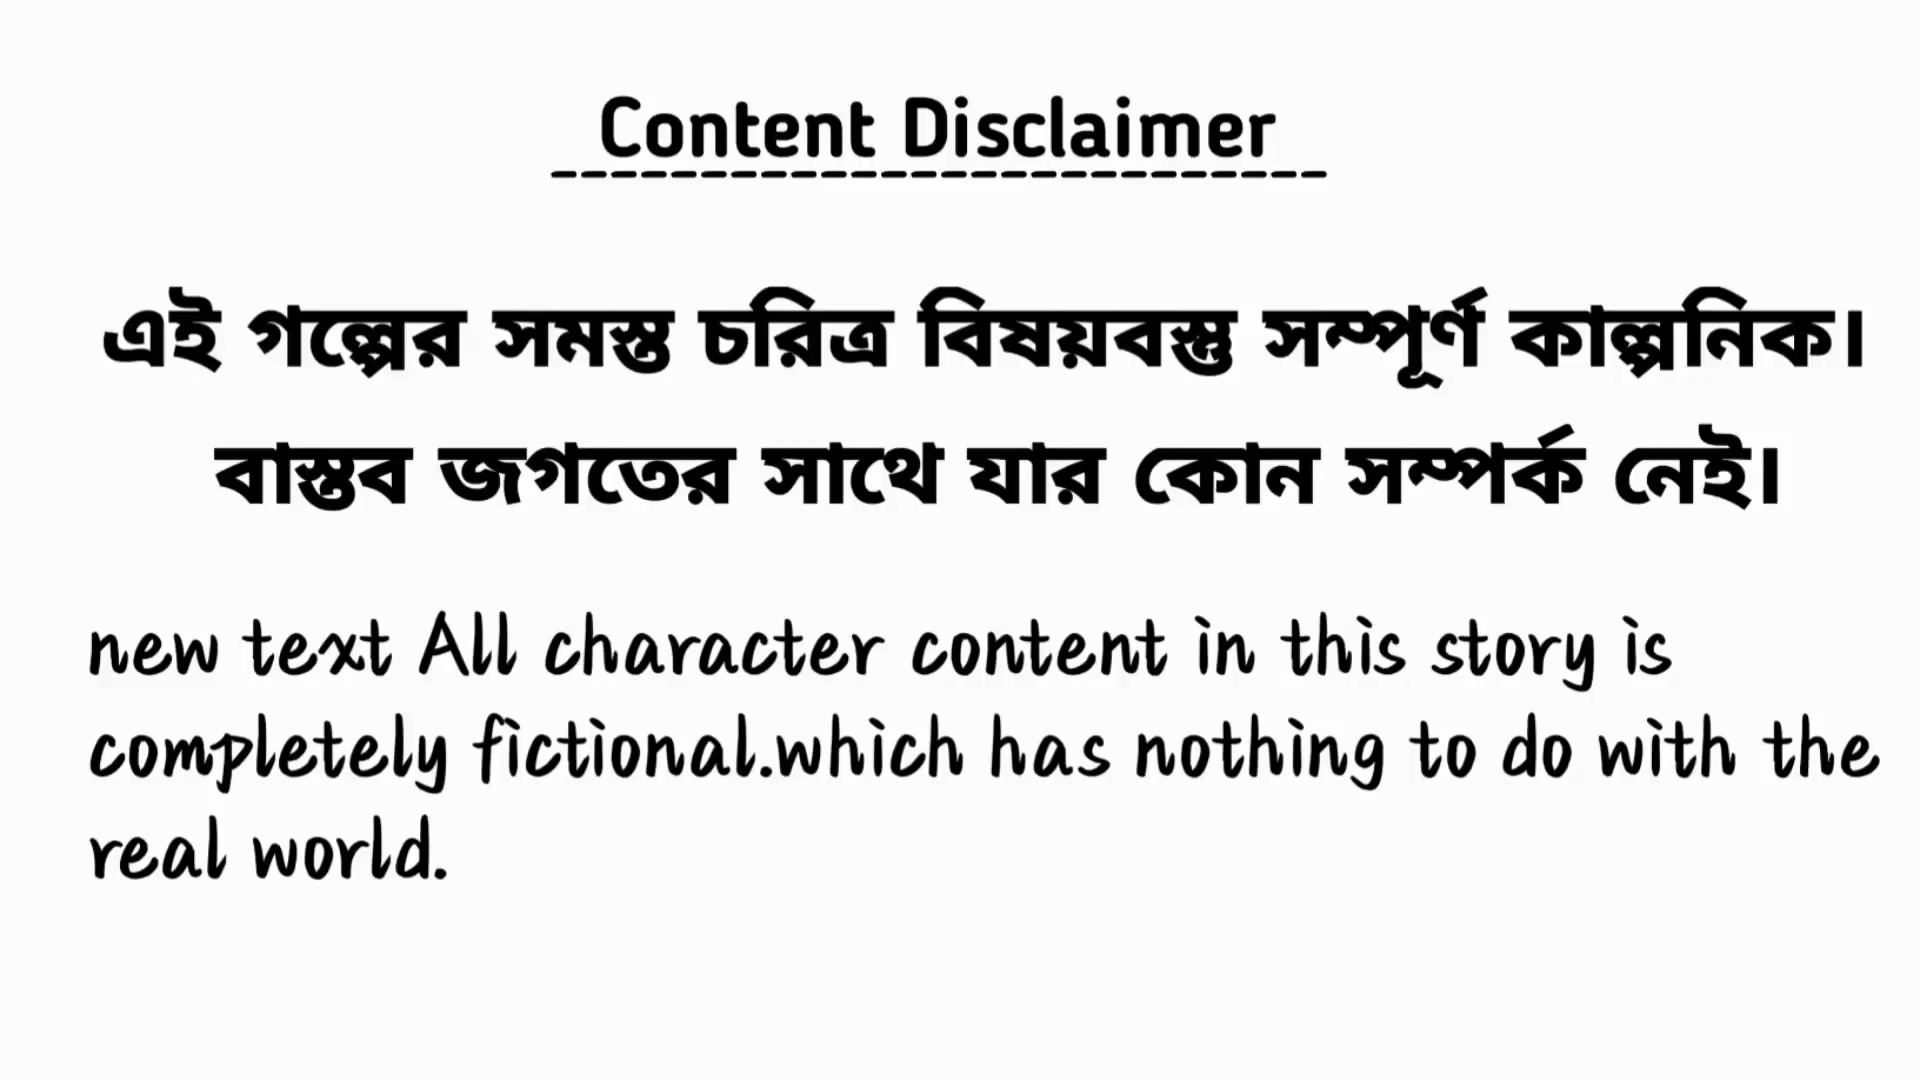 Content Disclaimer
এই গল্পের সমস্ত চরিত্র বিষয়বস্তু সম্পূর্ণ কাল্পনিক।
বাস্তব জগতের সাথে যার কোন সম্পর্ক নেই।
new text All character content in this story is
completely fictional.which has nothing to do with the
real world.